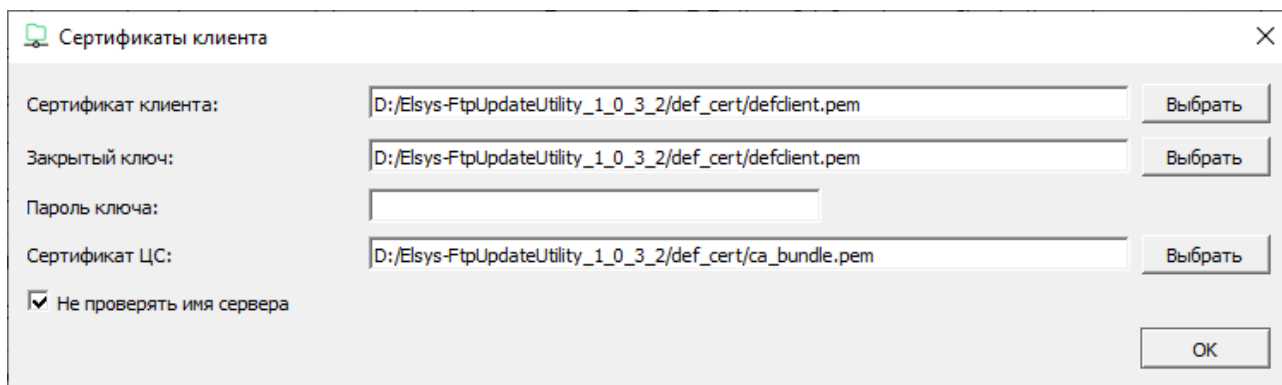 Сертификаты клиента
Сертификат клиента: D:/Elsys-FtpUpdateUtility_1_0_3_2/def_cert/defclient.pem Выбрать
Закрытый ключ: D:/Elsys-FtpUpdateUtility_1_0_3_2/def_cert/defclient.pem Выбрать
Пароль ключа:
Сертификат ЦС: D:/Elsys-FtpUpdateUtility_1_0_3_2/def_cert/ca_bundle.pem Выбрать
Не проверять имя сервера
ОК